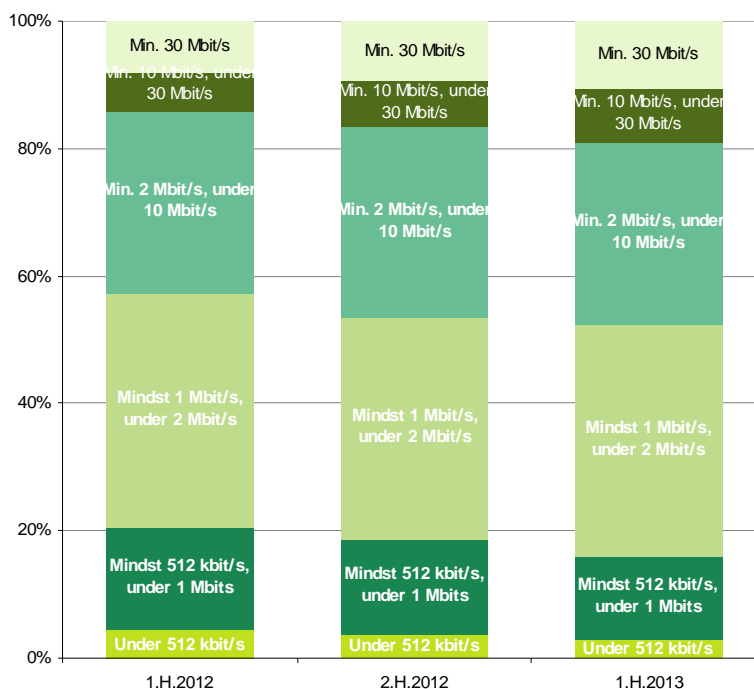 100%
80%
60%
40%
20%
0%
Min. 30 Mbit/s
Min. 10 Mbit/s, under
30 Mbit/s
Min. 2 Mbit/s, under
10 Mbit/s
Mindst 1 Mbit/s,
under 2 Mbit/s
Mindst 512 kbit/s,
under 1 Mbits
Under 512 kbit/s
Min. 30 Mbit/s
Min. 10 Mbit/s, under
30 Mbit/s
Min. 2 Mbit/s, under
10 Mbit/s
Mindst 1 Mbit/s,
under 2 Mbit/s
Mindst 512 kbit/s,
under 1 Mbits
Under 512 kbit/s
Min. 30 Mbit/s
Min. 10 Mbit/s, under
30 Mbit/s
Min. 2 Mbit/s, under
10 Mbit/s
Mindst 1 Mbit/s,
under 2 Mbit/s
Mindst 512 kbit/s,
under 1 Mbits
Under 512 kbit/s
1.H.2012
2.H.2012
1.H.2013